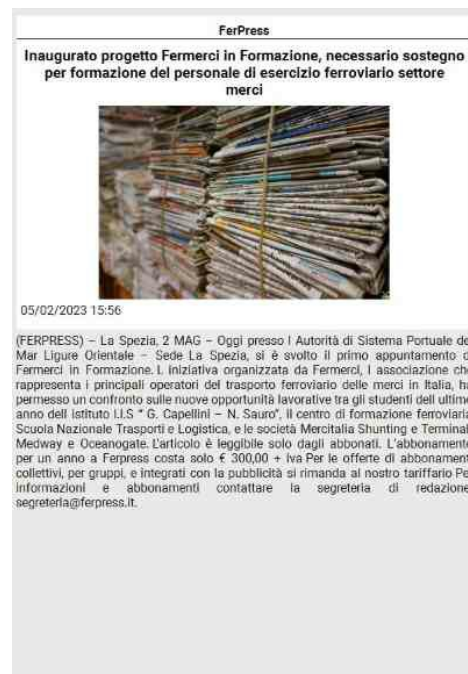 FerPress
Inaugurato progetto Fermerci in Formazione, necessario sostegno
per formazione del personale di esercizio ferroviario settore
merci
05/02/2023 15:56
(FERPRESS) – La Spezia, 2 MAG – Oggi presso l Autorità di Sistema Portuale de
Mar Ligure Orientale – Sede La Spezia, si è svolto il primo appuntamento d
Fermerci in Formazione. L iniziativa organizzata da Fermerci, l associazione che
rappresenta i principali operatori del trasporto ferroviario delle merci in Italia, ha
permesso un confronto sulle nuove opportunità lavorative tra gli studenti dell ultimo
anno dell istituto I.I.S " G. Capellini – N. Sauro", il centro di formazione ferroviaria
Scuola Nazionale Trasporti e Logistica, e le società Mercitalia Shunting e Terminal
Medway e Oceanogate. L'articolo è leggibile solo dagli abbonati. L'abbonamento
per un anno a Ferpress costa solo € 300,00 + iva Per le offerte di abbonament
collettivi, per gruppi, e integrati con la pubblicità si rimanda al nostro tariffario Pe
informazioni e abbonamenti contattare la segreteria di redazione
segreteria@ferpress.it.